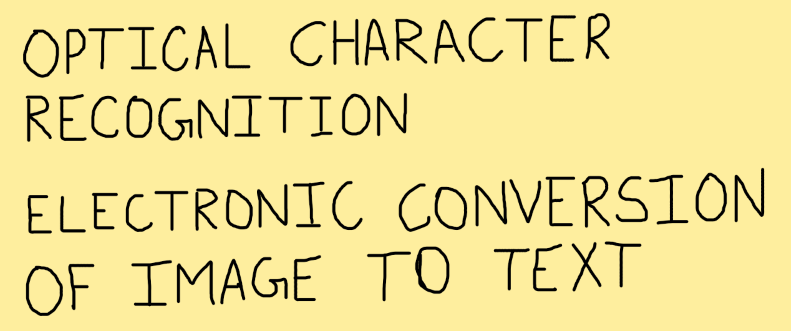 OPTICAL CHARACTER
RECOGNITION
ELECTRONIC CONVERSION
OF IMAGE TO TEXT